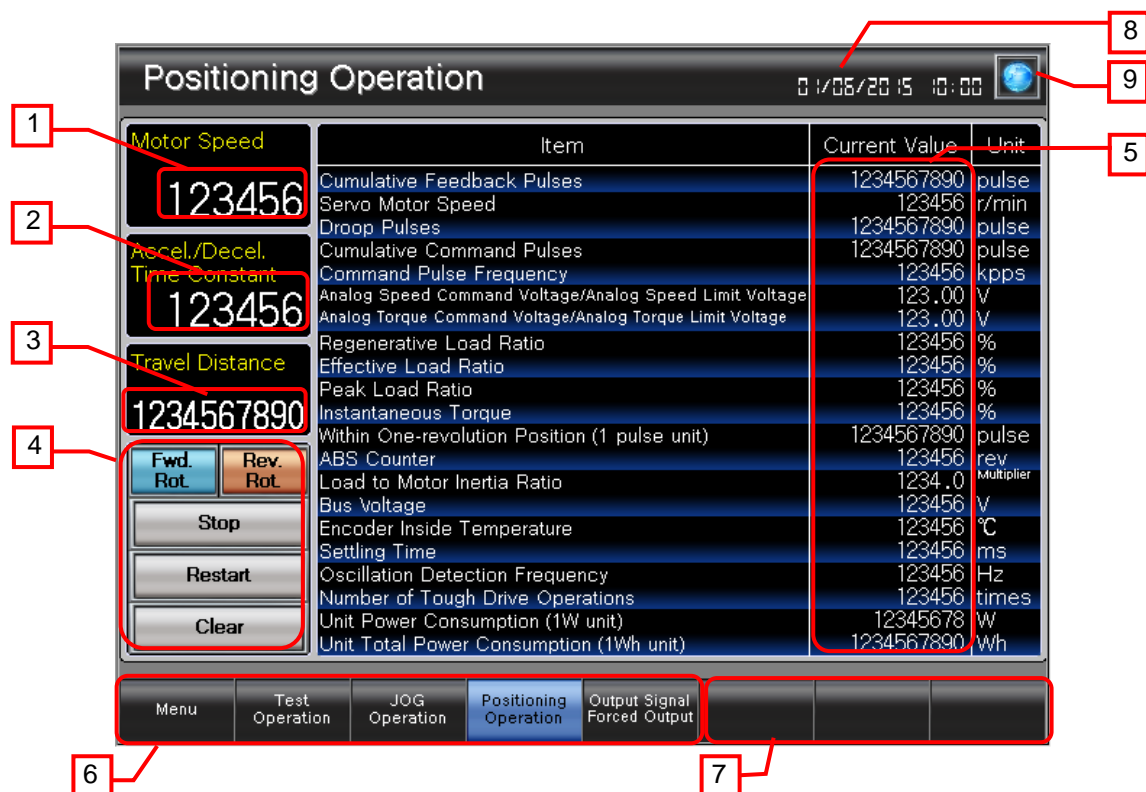 8
Positioning Operation
01/06/2015 10:00
9
1
Motor Speed
123456
2
Accel./Decel.
Time Constant
123456
3
Travel Distance
1234567890
4
Fwd. Rot.
Rev. Rot.
Stop
Restart
Clear
Item Current Value Unit
5
Cumulative Feedback Pulses 1234567890 pulse
Servo Motor Speed 123456 r/min
Droop Pulses 1234567890 pulse
Cumulative Command Pulses 1234567890 pulse
Command Pulse Frequency 123456 kpps
Analog Speed Command Voltage/Analog Speed Limit Voltage 123.00 V
Analog Torque Command Voltage/Analog Torque Limit Voltage 123.00 V
Regenerative Load Ratio 123456 %
Effective Load Ratio 123456 %
Peak Load Ratio 123456 %
Instantaneous Torque 123456 %
Within One-revolution Position (1 pulse unit) 1234567890 pulse
ABS Counter 123456 rev
Load to Motor Inertia Ratio 1234.0 Multiplier
Bus Voltage 123456 V
Encoder Inside Temperature 123456 ℃
Settling Time 123456 ms
Oscillation Detection Frequency 123456 Hz
Number of Tough Drive Operations 123456 times
Unit Power Consumption (1W unit) 12345678 W
Unit Total Power Consumption (1Wh unit) 1234567890 Wh
Menu
Test
Operation
JOG
Operation
Positioning
Operation
Output Signal
Forced Output
6
7